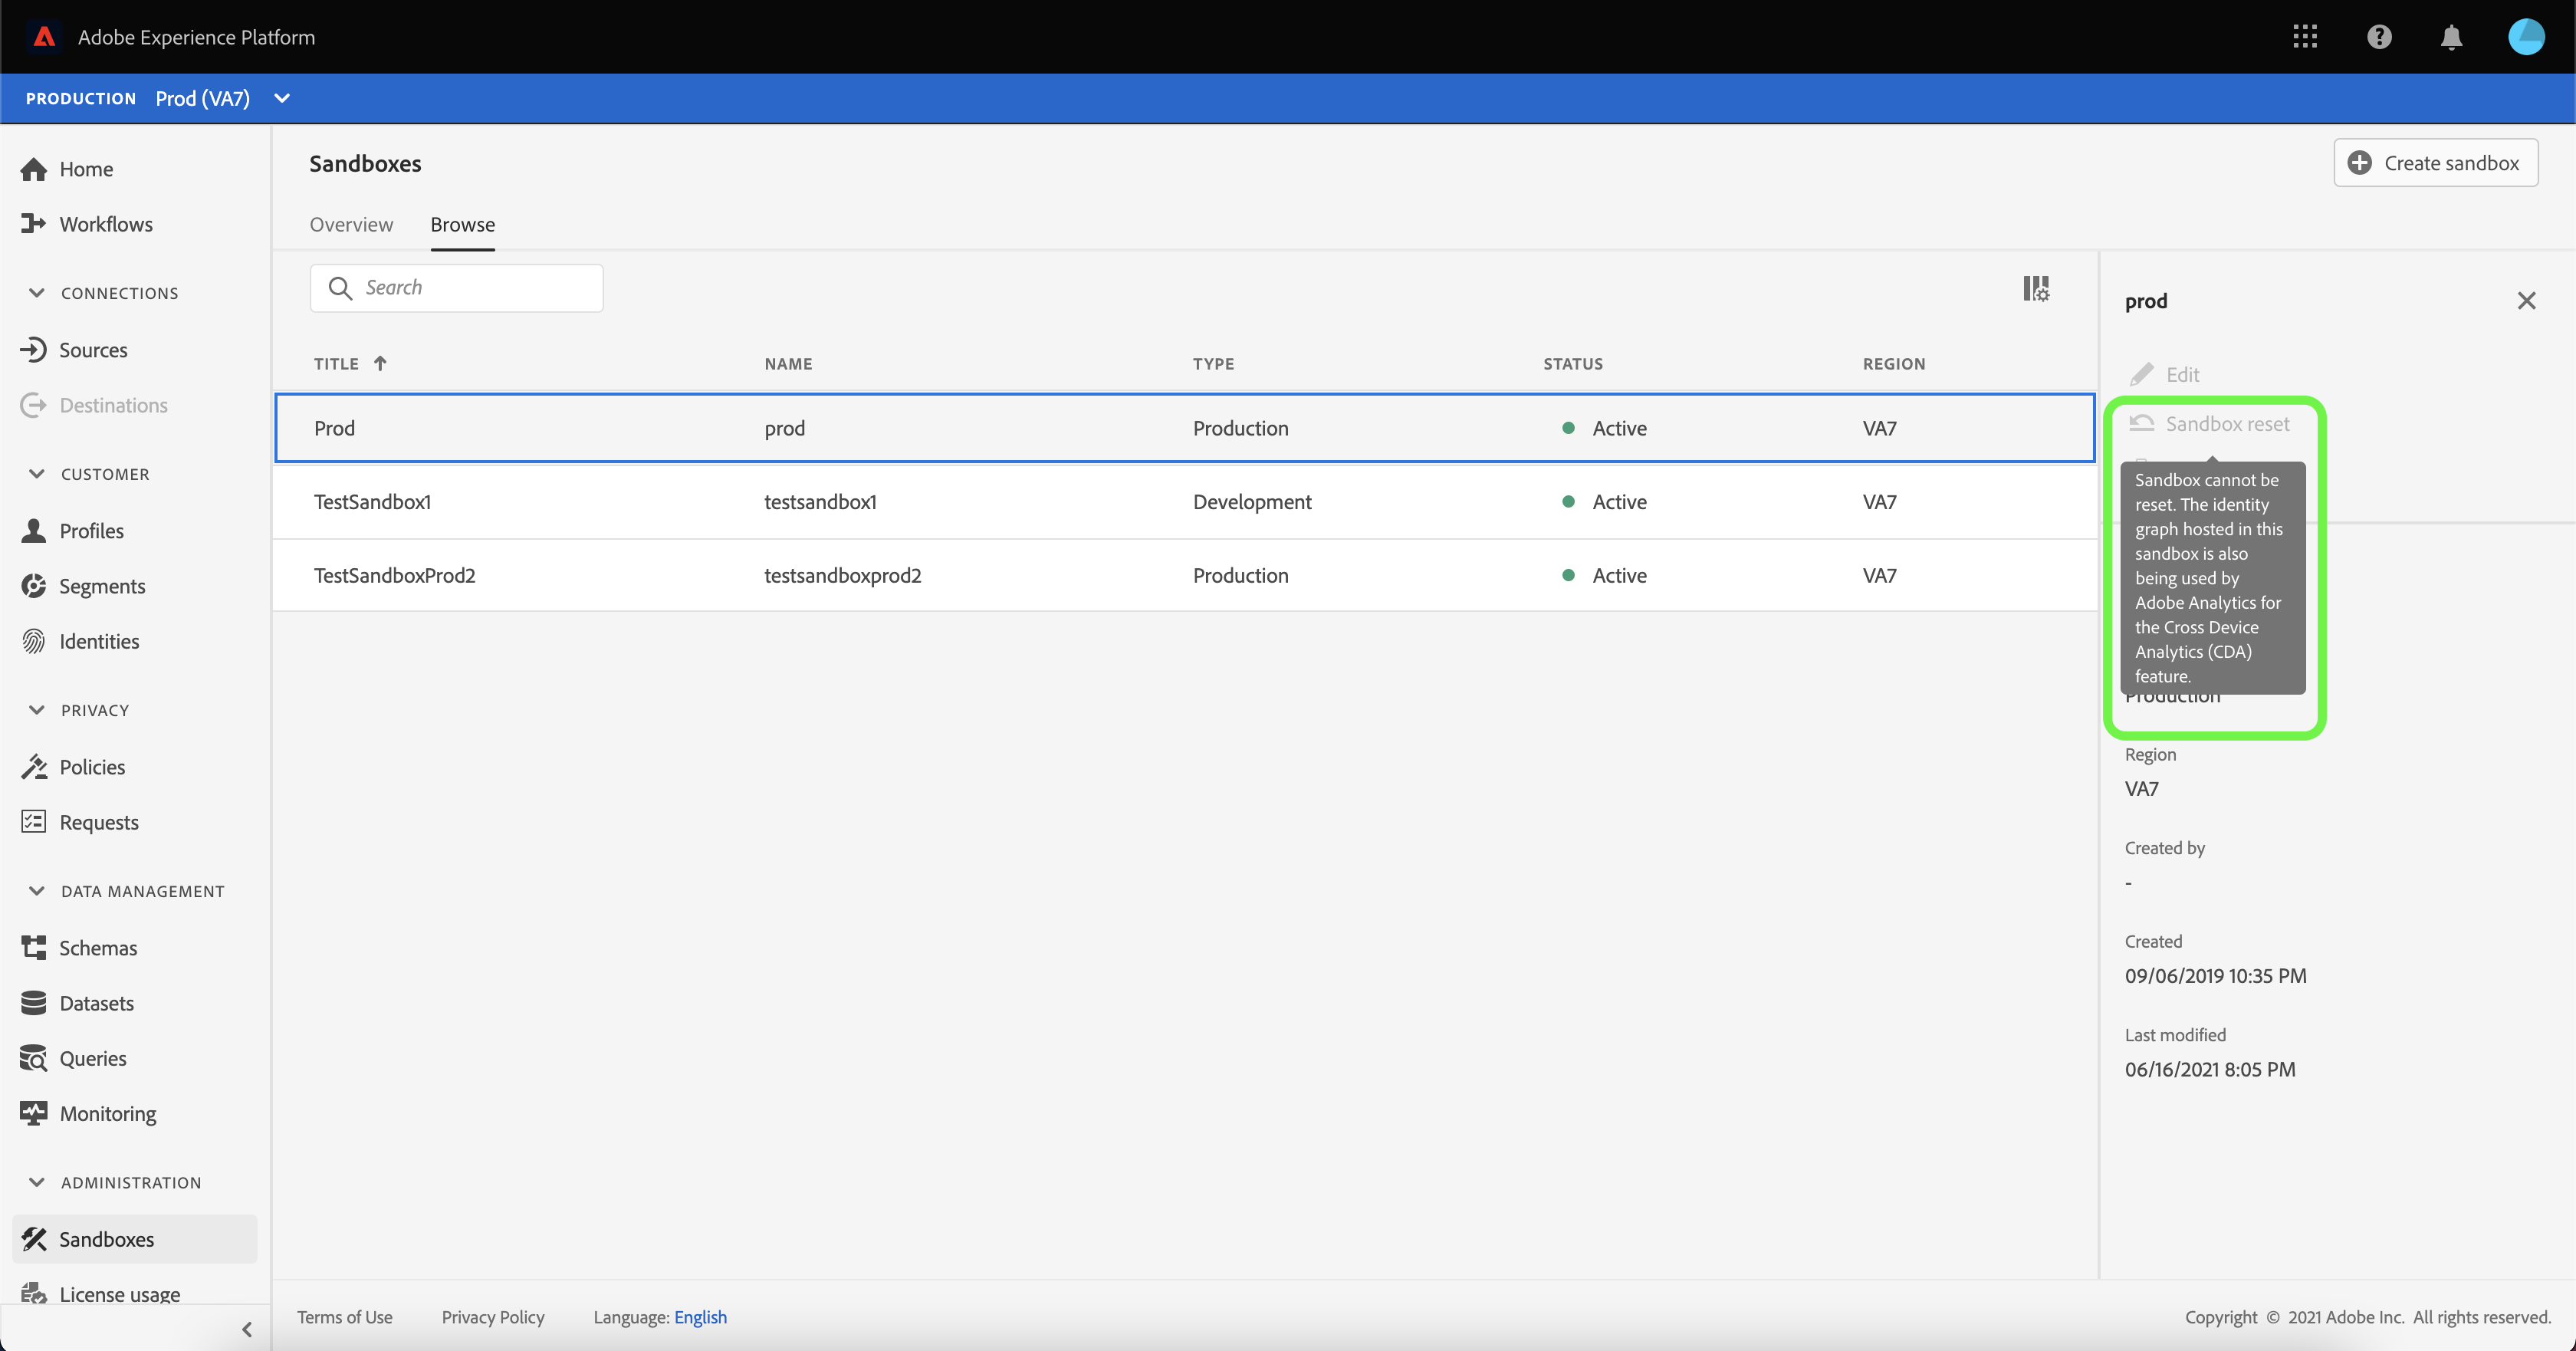 Adobe Experience Platform
PRODUCTION Prod (VA7)
Home
Workflows
CONNECTIONS
Sources
Destinations
CUSTOMER
Profiles
Segments
Identities
PRIVACY
Policies
Requests
DATA MANAGEMENT
Schemas
Datasets
Queries
Monitoring
ADMINISTRATION
Sandboxes
License usage
Sandboxes
Create sandbox
Overview Browse
Search
TITLE NAME TYPE STATUS REGION
Prod prod Production Active VA7
TestSandbox1 testsandbox1 Development Active VA7
TestSandboxProd2 testsandboxprod2 Production Active VA7
prod
Edit
Sandbox reset
Sandbox cannot be
reset. The identity
graph hosted in this
sandbox is also
being used by
Adobe Analytics for
the Cross Device
Analytics (CDA)
feature.
Production
Region
VA7
Created by
-
Created
09/06/2019 10:35 PM
Last modified
06/16/2021 8:05 PM
Terms of Use Privacy Policy Language: English
Copyright © 2021 Adobe Inc. All rights reserved.